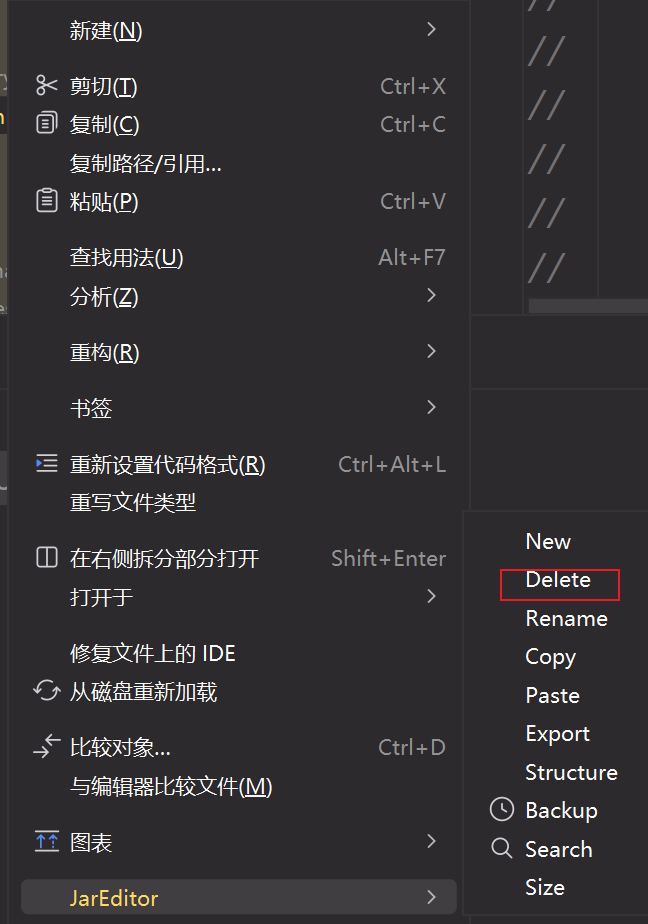 新建(N)
剪切(T) Ctrl+X
复制(C) Ctrl+C
复制路径/引用...
粘贴(P) Ctrl+V
查找用法(U) Alt+F7
分析(Z)
重构(R)
书签
重新设置代码格式(R) Ctrl+Alt+L
重写文件类型
在右侧拆分部分打开 Shift+Enter
打开于
修复文件上的 IDE
从磁盘重新加载
比较对象... Ctrl+D
与编辑器比较文件(M)
图表
JarEditor
//
//
//
//
//
//
New
Delete
Rename
Copy
Paste
Export
Structure
Backup
Search
Size